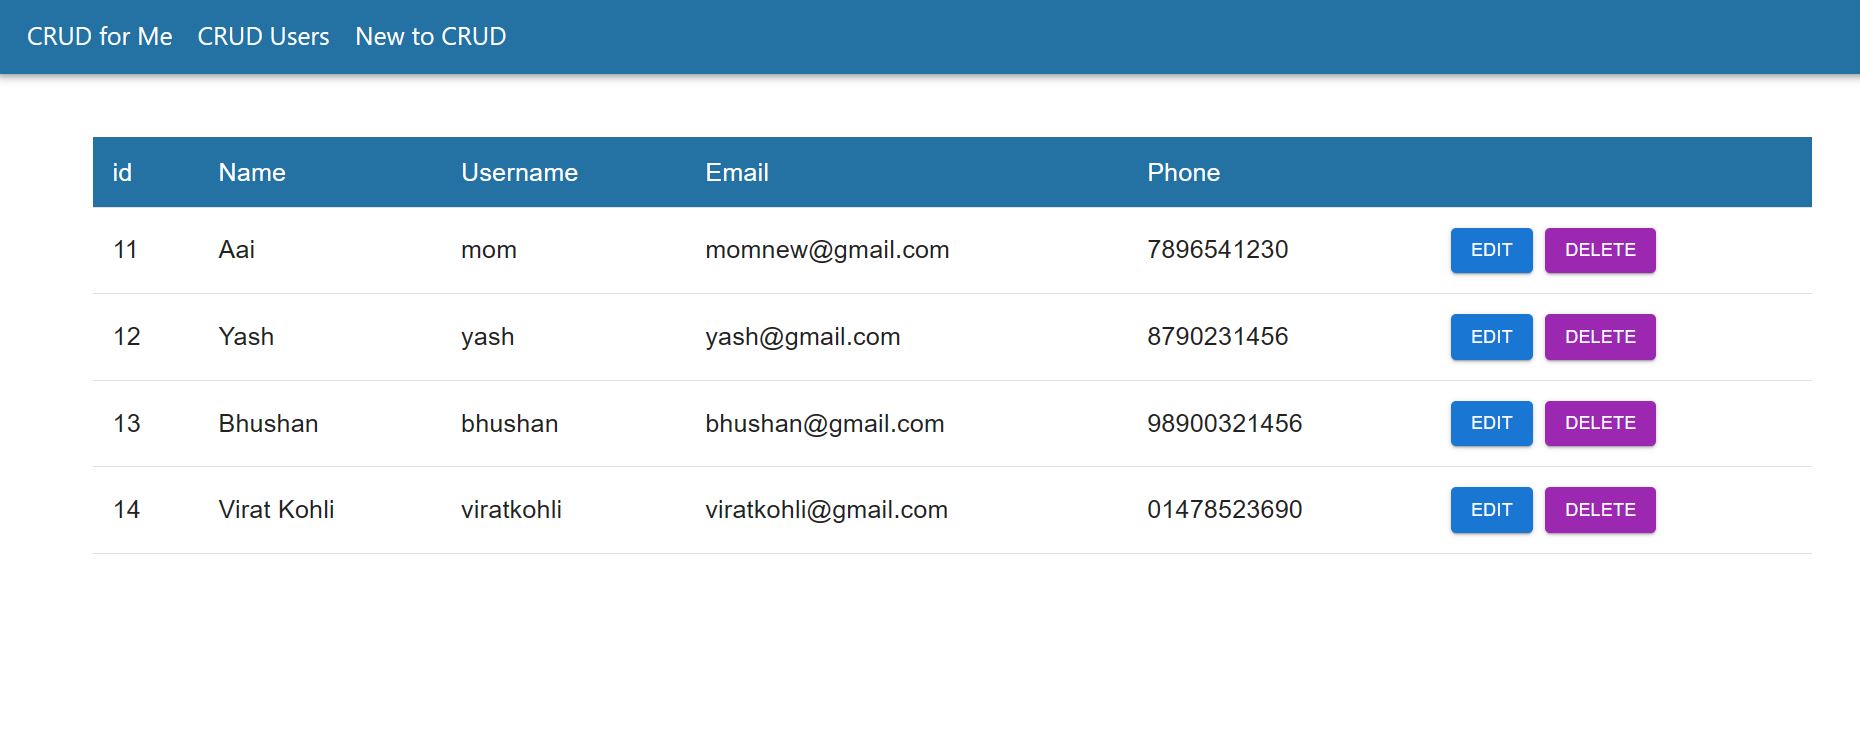 CRUD for Me CRUD Users New to CRUD
id Name Username Email Phone
11 Aai mom momnew@gmail.com 7896541230 EDIT DELETE
12 Yash yash yash@gmail.com 8790231456 EDIT DELETE
13 Bhushan bhushan bhushan@gmail.com 98900321456 EDIT DELETE
14 Virat Kohli viratkohli viratkohli@gmail.com 01478523690 EDIT DELETE